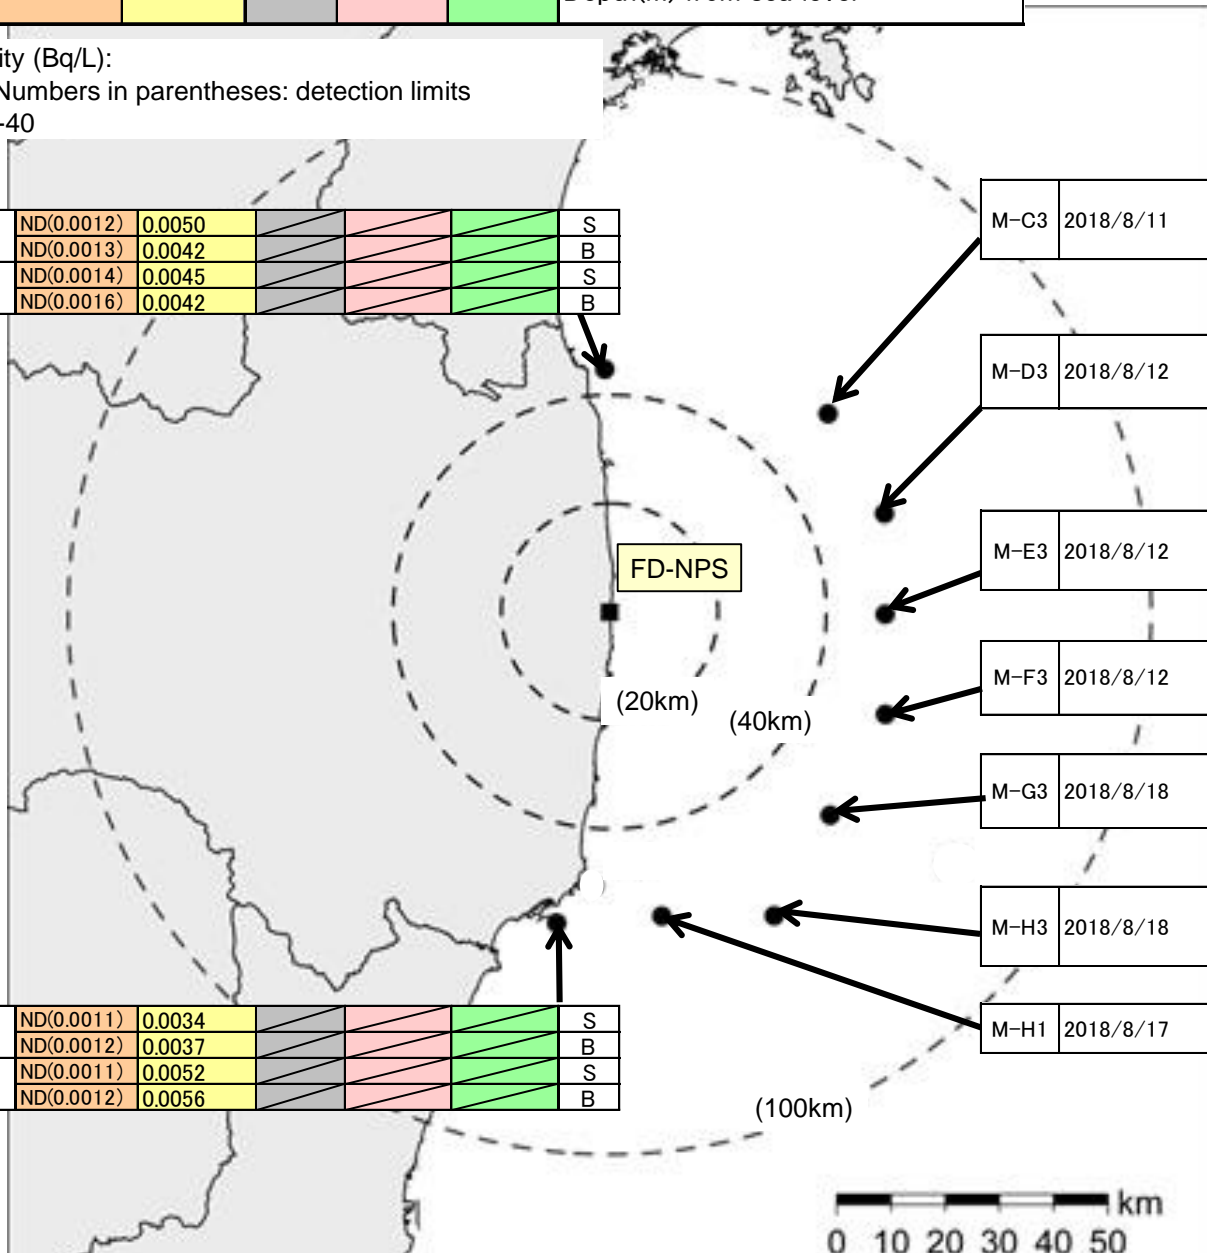 ity (Bq/L):
Numbers in parentheses: detection limits
-40
M-C3 2018/8/11
ND(0.0012) 0.0050 S
ND(0.0013) 0.0042 B
ND(0.0014) 0.0045 S
ND(0.0016) 0.0042 B
M-D3 2018/8/12
M-E3 2018/8/12
FD-NPS
M-F3 2018/8/12
(20km)
(40km)
M-G3 2018/8/18
M-H3 2018/8/18
M-H1 2018/8/17
ND(0.0011) 0.0034 S
ND(0.0012) 0.0037 B
ND(0.0011) 0.0052 S
ND(0.0012) 0.0056 B
(100km)
km
0 10 20 30 40 50